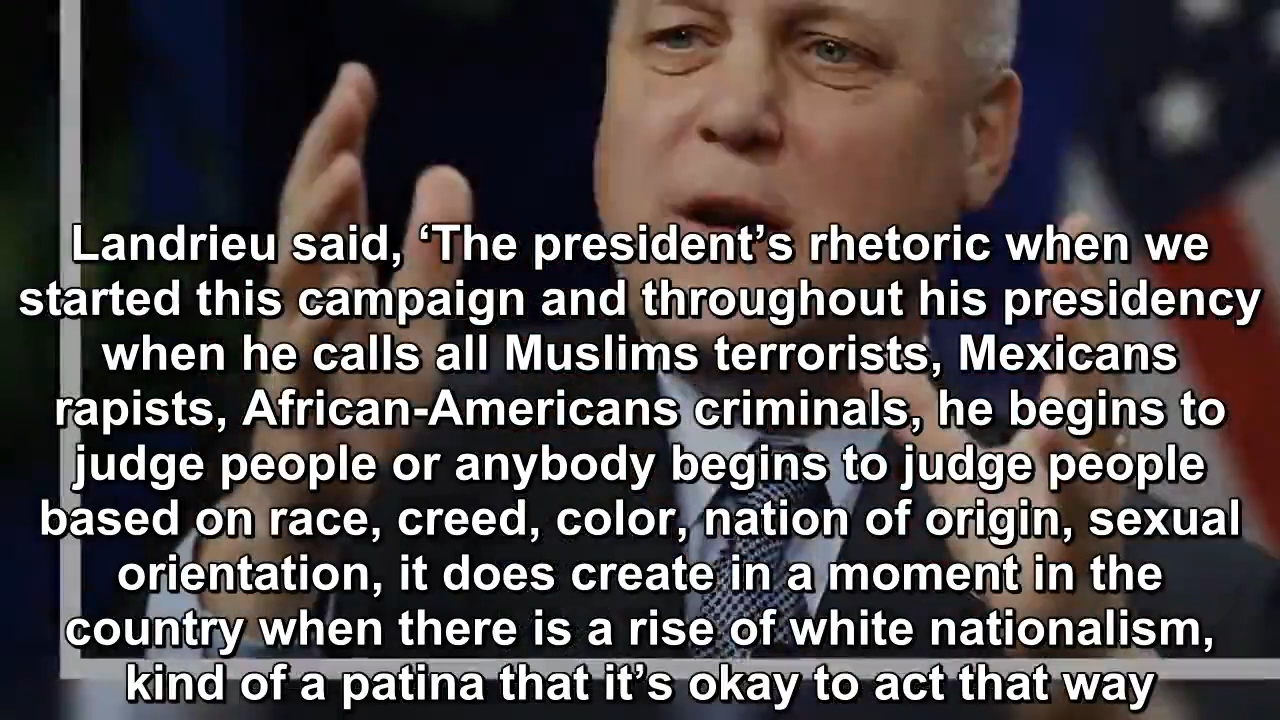 Landrieu said, ‘The president’s rhetoric when we
started this campaign and throughout his presidency
when he calls all Muslims terrorists, Mexicans
rapists, African-Americans criminals, he begins to
judge people or anybody begins to judge people
based on race, creed, color, nation of origin, sexual
orientation, it does create in a moment in the
country when there is a rise of white nationalism,
kind of a patina that it’s okay to act that way